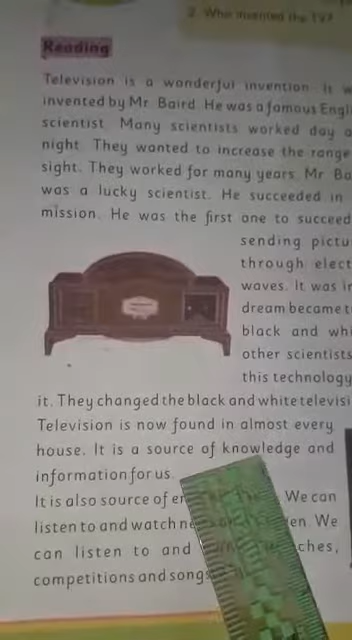 2. Who invented the TV?
Reading
Television is a wonderful invention. It w
invented by Mr. Baird. He was a famous Engli
scientist. Many scientists worked day a
night. They wanted to increase the range
sight. They worked for many years. Mr. Ba
was a lucky scientist. He succeeded in
mission. He was the first one to succeed
sending pictu
through elect
waves. It was in
dream became t
black and whi
other scientists
this technology
it. They changed the black and white televisi
Television is now found in almost every
house. It is a source of knowledge and
information for us.
It is also source of We can
listen to and watch We
can listen to and
competitions and song